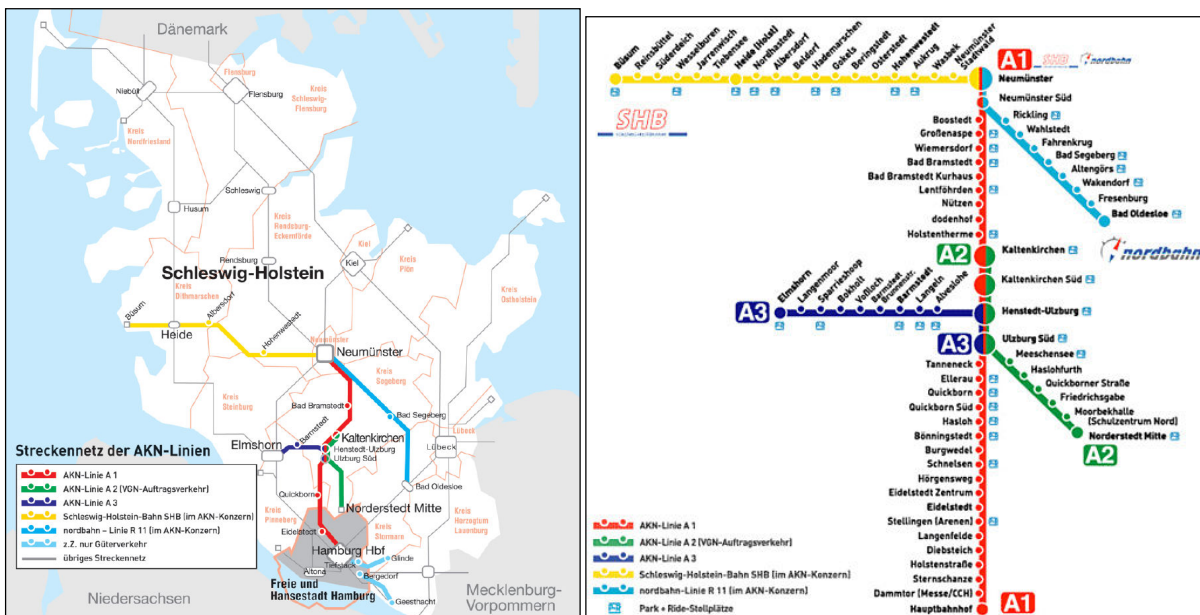 Dänemark
Flensburg
Niebüll
Flensburg
Kreis
Schleswig-
Flensburg
Kreis
Nordfriesland
Schleswig
Husum
Kreis
Rendsburg-
Eckernförde
Kiel
Rendsburg
Kiel
Kreis
Plön
Schleswig-Holstein
Kreis
Ostholstein
Kreis
Dithmarschen
Albersdorf
Büsum
Heide
Hohenwestedt
Neumünster
Neumünster
Kreis
Segeberg
Kreis
Steinburg
Bad Bramstedt
Bad Segeberg
Lübeck
Barmstedt
Kaltenkirchen
Elmshorn
Henstedt-Ulzburg
Ulzburg Süd
Lübeck
Bad Oldesloe
Quickborn
Norderstedt Mitte
Kreis
Pinneberg
Kreis
Stormarn
Kreis
Herzogtum
Lauenburg
Eidelstedt
Hamburg Hbf
Tiefstack
Glinde
Altona
Bergedorf
Freie und
Hansestadt Hamburg
Geesthacht
Niedersachsen
Mecklenburg-
Vorpommern
Streckennetz der AKN-Linien
AKN-Linie A 1
AKN-Linie A 2 (VGN-Auftragsverkehr)
AKN-Linie A 3
Schleswig-Holstein-Bahn SHB (im AKN-Konzern)
nordbahn – Linie R 11 (im AKN-Konzern)
z.Z. nur Güterverkehr
übriges Streckennetz
Büsum
Reinsbüttel
Süderdeich
Wesselburen
Jarrenwisch
Tiebensee
Heide (Holst)
Nordhastedt
Albersdorf
Beldorf
Hademarschen
Gokels
Beringstedt
Osterstedt
Hohenwestedt
Aukrug
Wasbek
Neumünster
Stadtwald
A1
SHB
nordbahn
Neumünster
SHB
Neumünster Süd
Boostedt
Großenaspe
Wiemersdorf
Bad Bramstedt
Bad Bramstedt Kurhaus
Lentföhrden
Nützen
dodenhof
Holstentherme
Rickling
Wahlstedt
Fahrenkrug
Bad Segeberg
Altengörs
Wakendorf
Fresenburg
Bad Oldesloe
nordbahn
A2
Kaltenkirchen
Kaltenkirchen Süd
A3
Elmshorn
Langenmoor
Sparrieshoop
Bokholt
Voßloch
Barmstedt
Brunnenstr.
Barmstedt
Langeln
Alveslohe
Henstedt-Ulzburg
A3
Ulzburg Süd
Meeschensee
Haslohfurth
Quickborner Straße
Friedrichsgabe
Moorbekhalle
(Schulzentrum Nord)
Norderstedt Mitte
A2
Tanneneck
Ellerau
Quickborn
Quickborn Süd
Hasloh
Bönningstedt
Burgwedel
Schnelsen
Hörgensweg
Eidelstedt Zentrum
Eidelstedt
Stellingen (Arenen)
Langenfelde
Diebsteich
Holstenstraße
Sternschanze
Dammtor (Messe/CCH)
Hauptbahnhof
A1
AKN-Linie A 1
AKN-Linie A 2 (VGN-Auftragsverkehr)
AKN-Linie A 3
Schleswig-Holstein-Bahn SHB (im AKN-Konzern)
nordbahn-Linie R 11 (im AKN-Konzern)
Park + Ride-Stellplätze